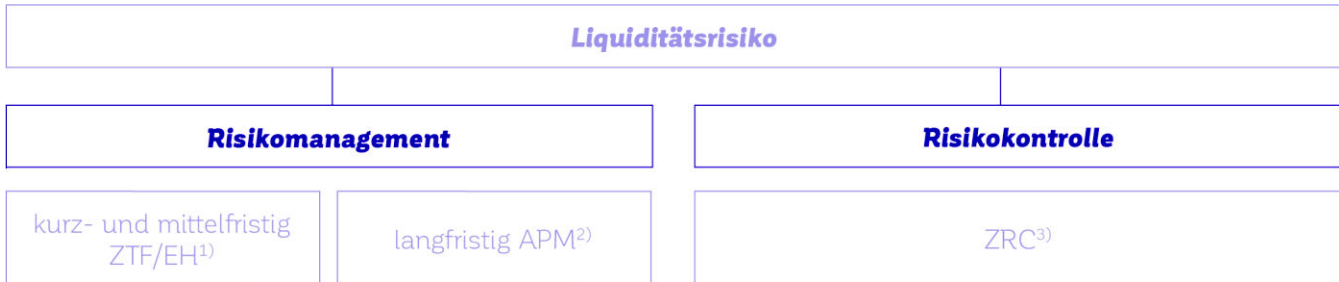 Liquiditätsrisiko
Risikomanagement
Risikokontrolle
kurz- und mittelfristig
ZTF/EH¹⁾
langfristig APM²⁾
ZRC³⁾